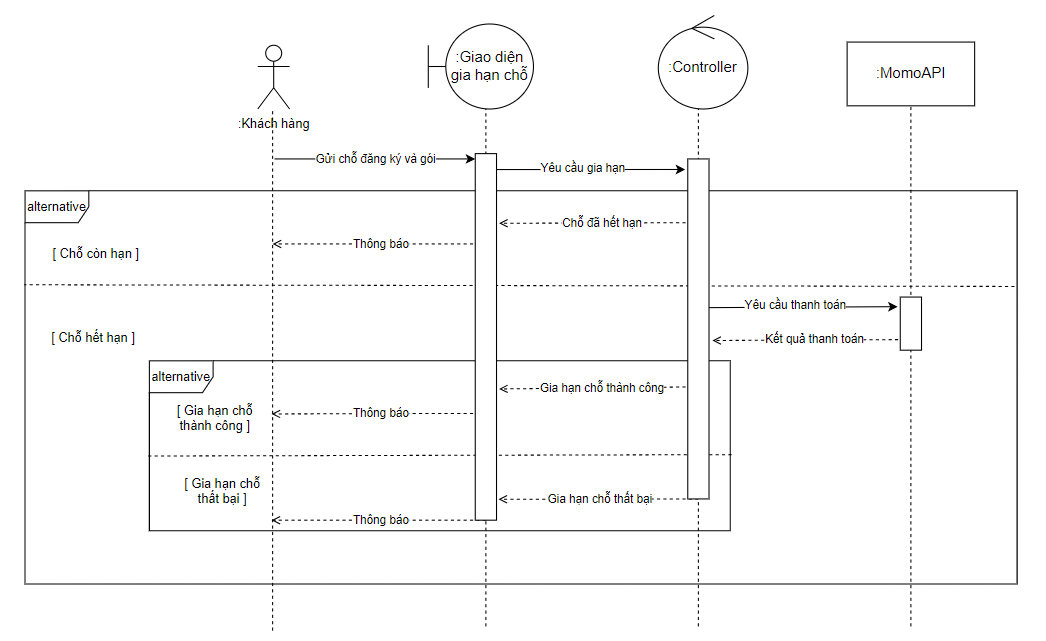 :Giao diện
gia hạn chỗ
:Controller
:MomoAPI
:Khách hàng
Gửi chỗ đăng ký và gói
Yêu cầu gia hạn
alternative
Chỗ đã hết hạn
Thông báo
[ Chỗ còn hạn ]
Yêu cầu thanh toán
[ Chỗ hết hạn ]
Kết quả thanh toán
alternative
Gia hạn chỗ thành công
[ Gia hạn chỗ
thành công ]
Thông báo
[ Gia hạn chỗ
thất bại ]
Gia hạn chỗ thất bại
Thông báo